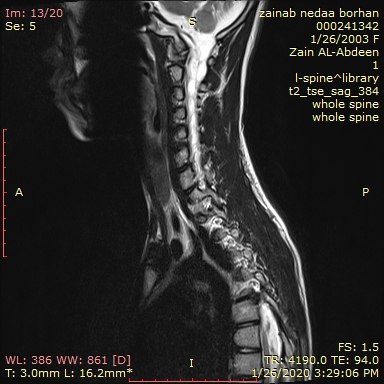 Im: 13/20
Se: 5
S
zainab nedaa borhan
000241342
1/26/2003 F
Zain AL-Abdeen
1
l-spine^library
t2_tse_sag_384
whole spine
whole spine
A
P
WL: 386 WW: 861 [D]
T: 3.0mm L: 16.2mm*
I
FS: 1.5
TR: 4190.0 TE: 94.0
1/26/2020 3:29:06 PM